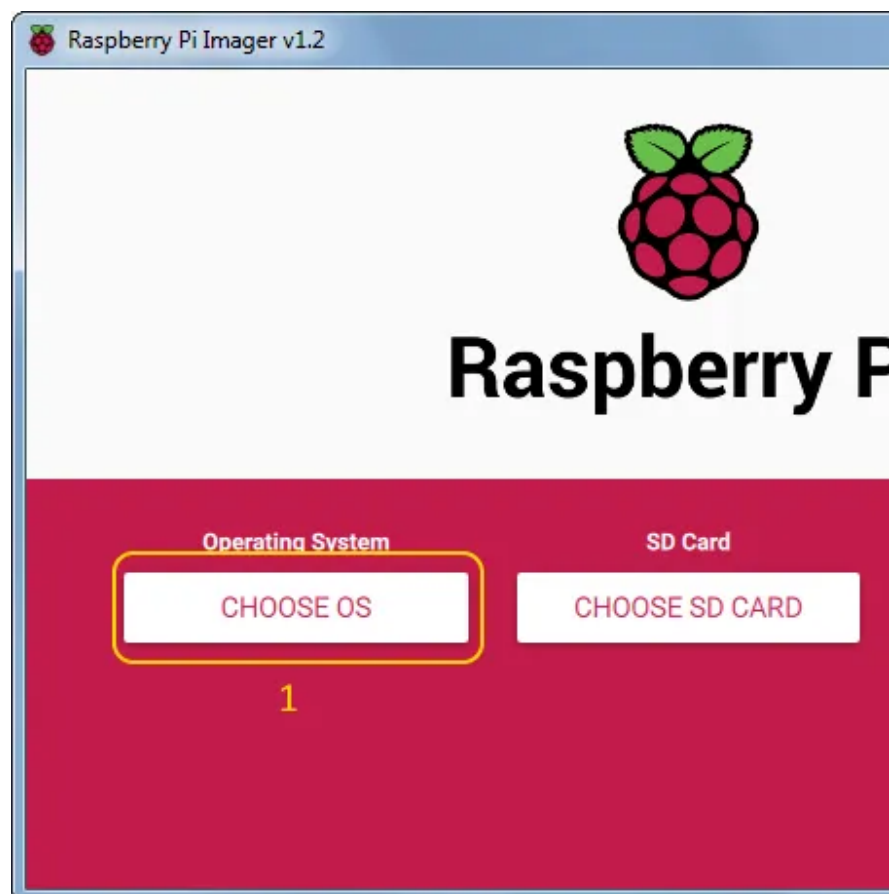 Raspberry Pi Imager v1.2
Raspberry P
Operating System
SD Card
CHOOSE OS
CHOOSE SD CARD
1